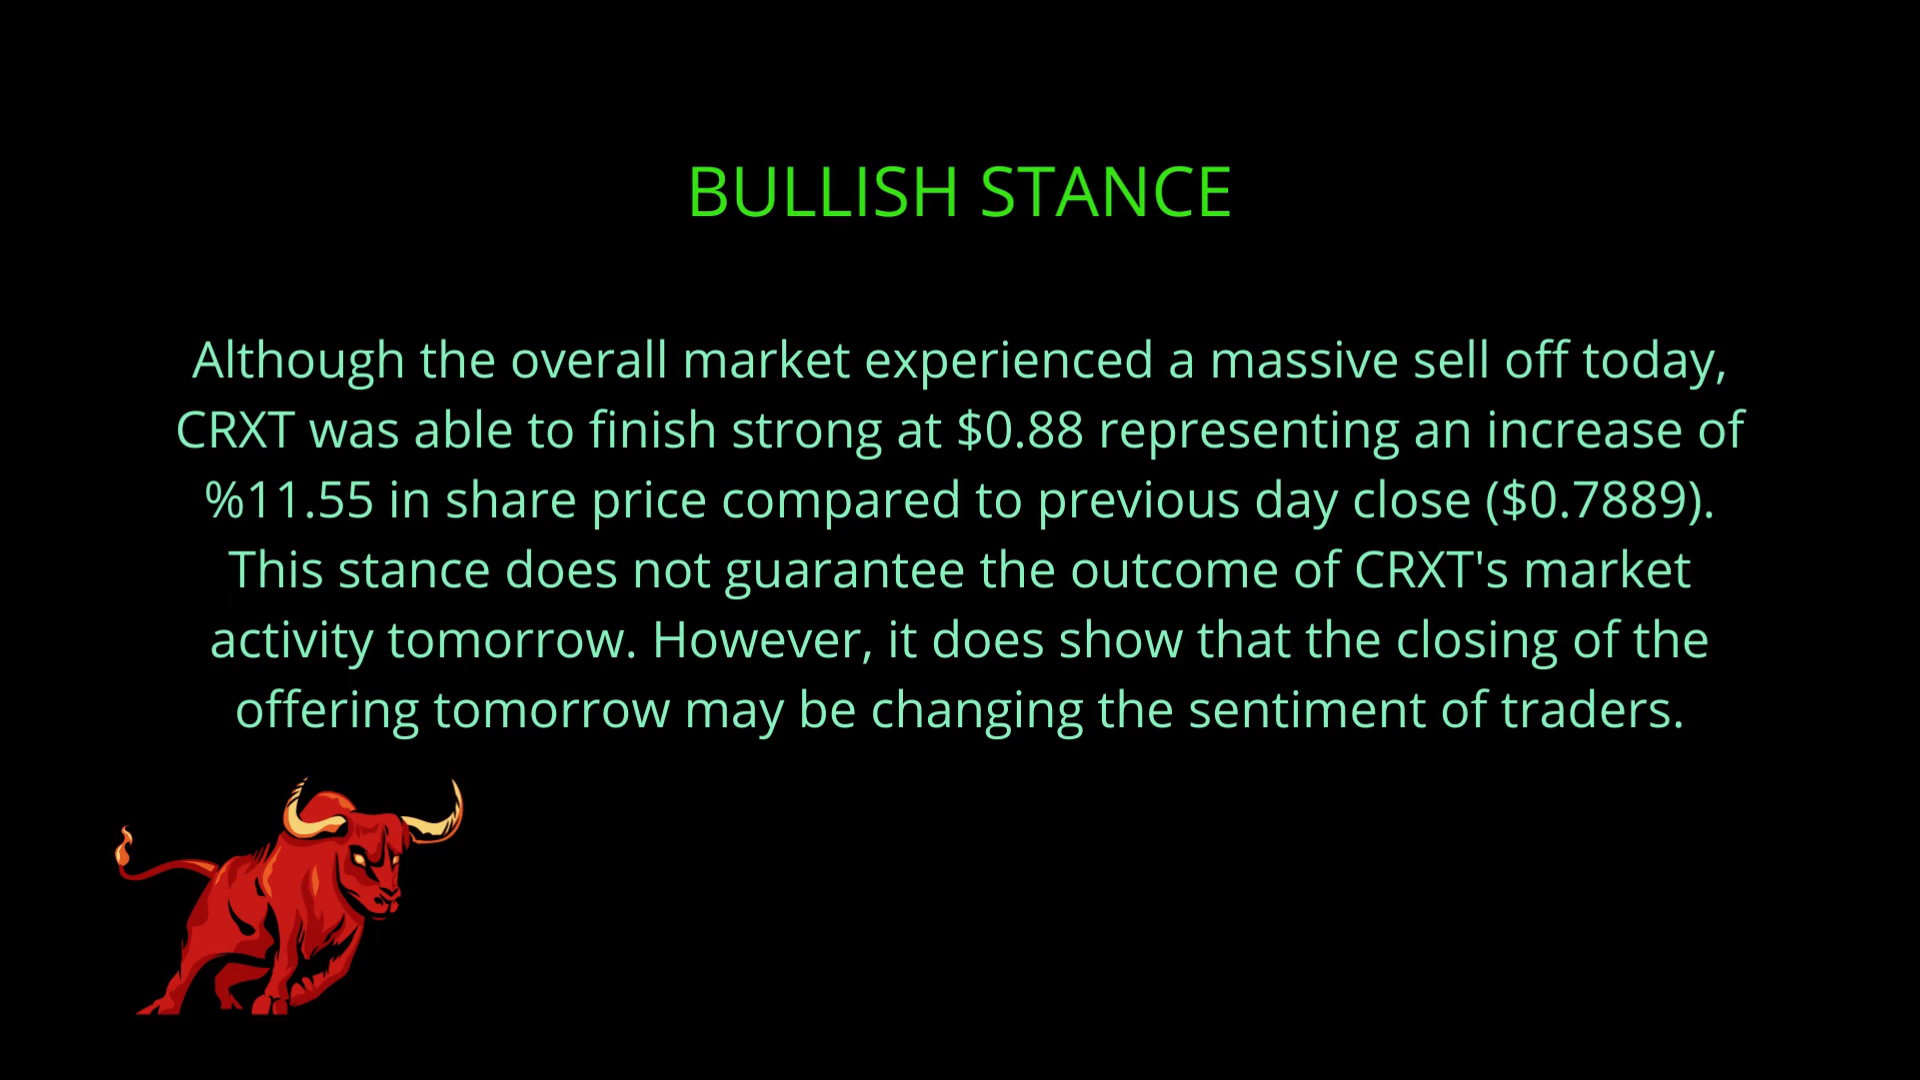 BULLISH STANCE
Although the overall market experienced a massive sell off today,
CRXT was able to finish strong at $0.88 representing an increase of
%11.55 in share price compared to previous day close ($0.7889).
This stance does not guarantee the outcome of CRXT's market
activity tomorrow. However, it does show that the closing of the
offering tomorrow may be changing the sentiment of traders.